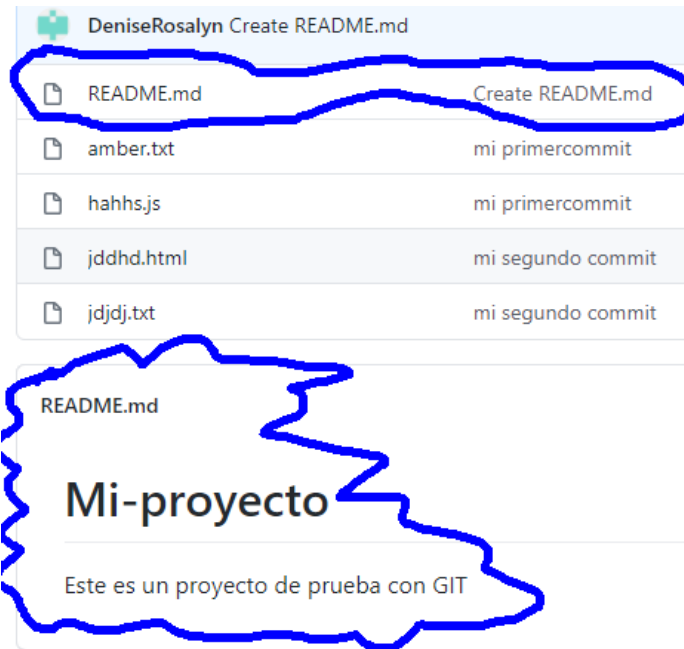 DeniseRosalyn Create README.md
README.md Create README.md
amber.txt mi primercommit
hahhs.js mi primercommit
jddhd.html mi segundo commit
jdjdj.txt mi segundo commit
README.md
Mi-proyecto
Este es un proyecto de prueba con GIT